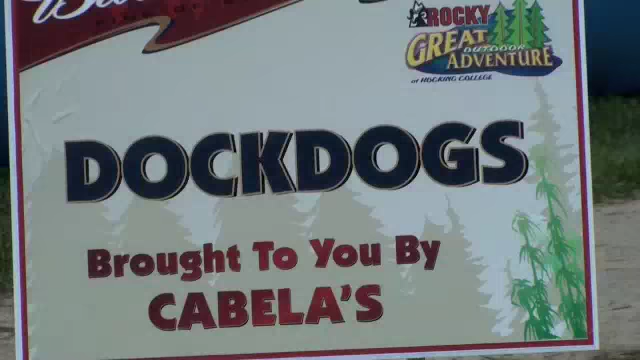 ROCKY
GREAT
OUTDOOR
ADVENTURE
at HOCKING COLLEGE
DOCKDOGS
Brought To You By
CABELA'S